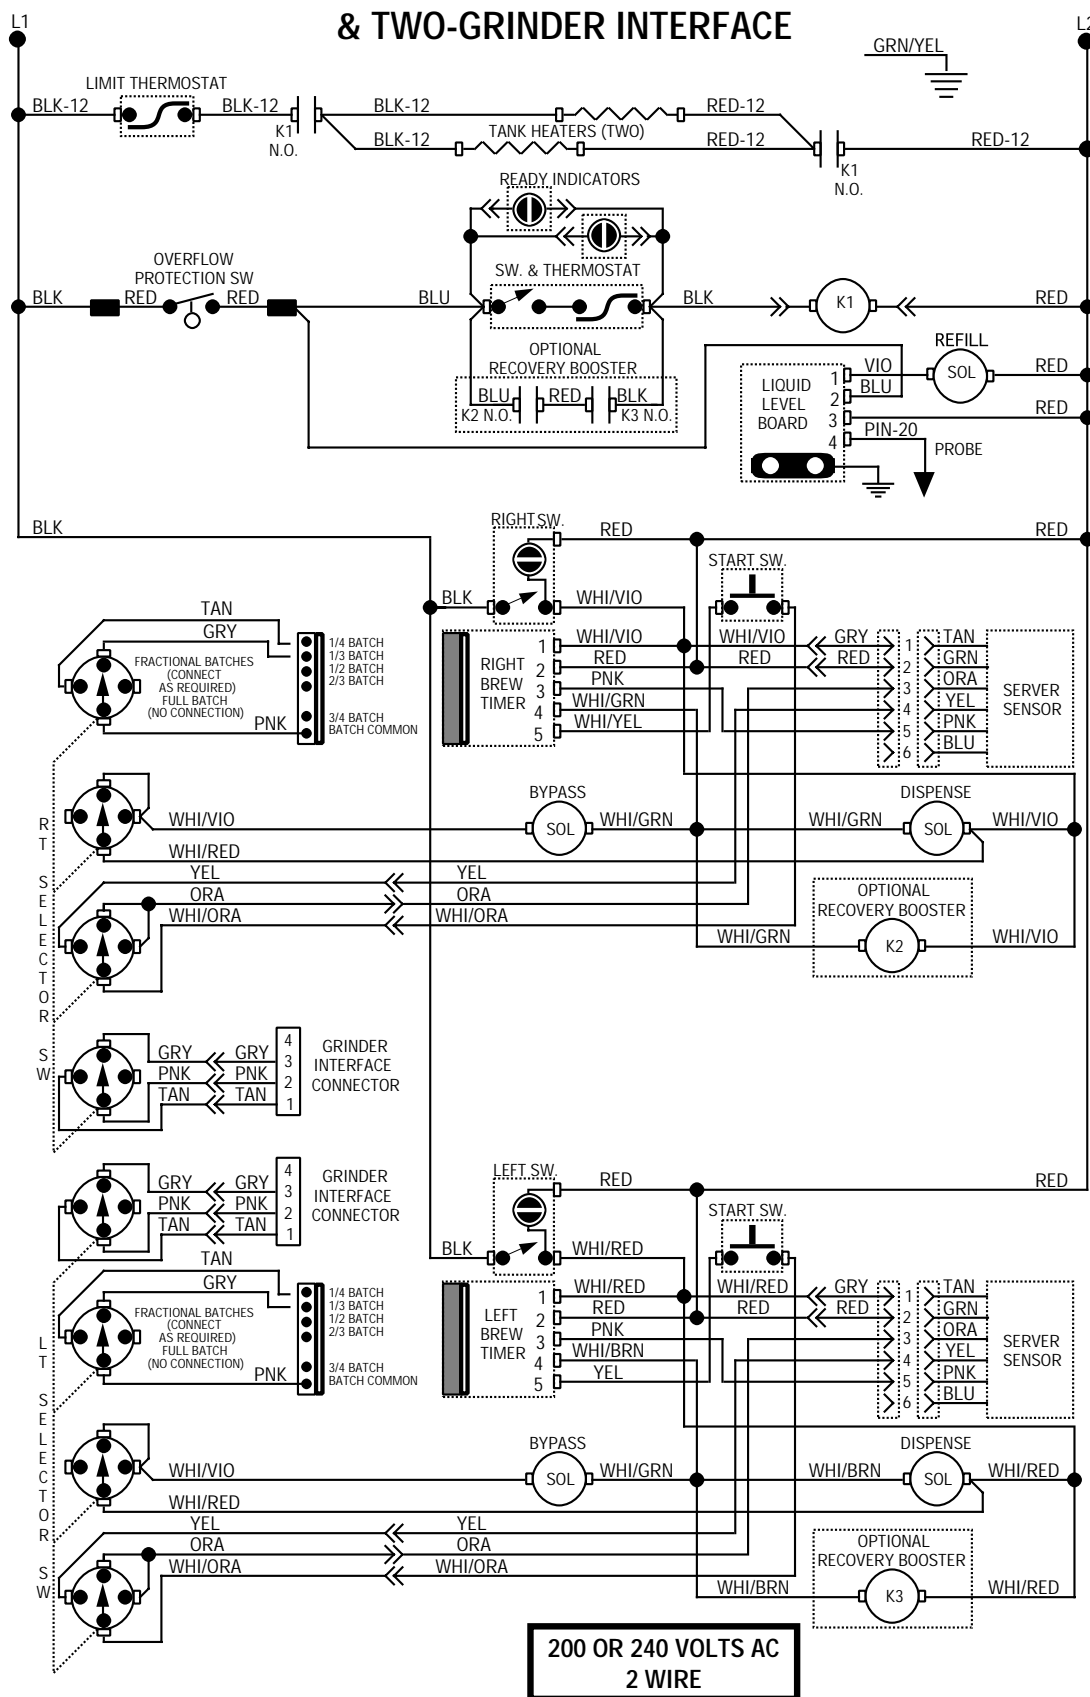 & TWO-GRINDER INTERFACE
L1
L2
GRN/YEL
LIMIT THERMOSTAT
BLK-12
BLK-12
BLK-12
RED-12
K1
N.O.
TANK HEATERS (TWO)
BLK-12
RED-12
RED-12
K1
N.O.
READY INDICATORS
OVERFLOW
PROTECTION SW
SW. & THERMOSTAT
BLK
RED
RED
BLU
BLK
K1
RED
OPTIONAL
RECOVERY BOOSTER
BLU
RED
BLK
K2 N.O.
K3 N.O.
REFILL
LIQUID
LEVEL
BOARD
1
2
3
4
VIO
BLU
SOL
RED
RED
PIN-20
PROBE
BLK
RIGHT SW.
RED
RED
START SW.
BLK
WHI/VIO
TAN
GRY
FRACTIONAL BATCHES
(CONNECT
AS REQUIRED)
FULL BATCH
(NO CONNECTION)
PNK
1/4 BATCH
1/3 BATCH
1/2 BATCH
2/3 BATCH
3/4 BATCH
BATCH COMMON
RIGHT
BREW
TIMER
1
2
3
4
5
WHI/VIO
RED
PNK
WHI/GRN
WHI/YEL
WHI/VIO
RED
GRY
RED
1
2
3
4
5
6
TAN
GRN
ORA
YEL
PNK
BLU
SERVER
SENSOR
RT SELECTOR SW
WHI/VIO
BYPASS
SOL
WHI/GRN
WHI/GRN
DISPENSE
SOL
WHI/VIO
WHI/RED
YEL
YEL
ORA
ORA
WHI/ORA
WHI/ORA
OPTIONAL
RECOVERY BOOSTER
WHI/GRN
K2
WHI/VIO
GRY
GRY
PNK
PNK
TAN
TAN
4
3
2
1
GRINDER
INTERFACE
CONNECTOR
GRY
GRY
PNK
PNK
TAN
TAN
4
3
2
1
GRINDER
INTERFACE
CONNECTOR
LEFT SW.
RED
RED
START SW.
BLK
WHI/RED
TAN
GRY
FRACTIONAL BATCHES
(CONNECT
AS REQUIRED)
FULL BATCH
(NO CONNECTION)
PNK
1/4 BATCH
1/3 BATCH
1/2 BATCH
2/3 BATCH
3/4 BATCH
BATCH COMMON
LEFT
BREW
TIMER
1
2
3
4
5
WHI/RED
RED
PNK
WHI/BRN
YEL
WHI/RED
RED
GRY
RED
1
2
3
4
5
6
TAN
GRN
ORA
YEL
PNK
BLU
SERVER
SENSOR
LT SELECTOR SW
WHI/VIO
BYPASS
SOL
WHI/GRN
WHI/BRN
DISPENSE
SOL
WHI/RED
WHI/RED
YEL
YEL
ORA
ORA
WHI/ORA
WHI/ORA
OPTIONAL
RECOVERY BOOSTER
WHI/BRN
K3
WHI/RED
200 OR 240 VOLTS AC
2 WIRE